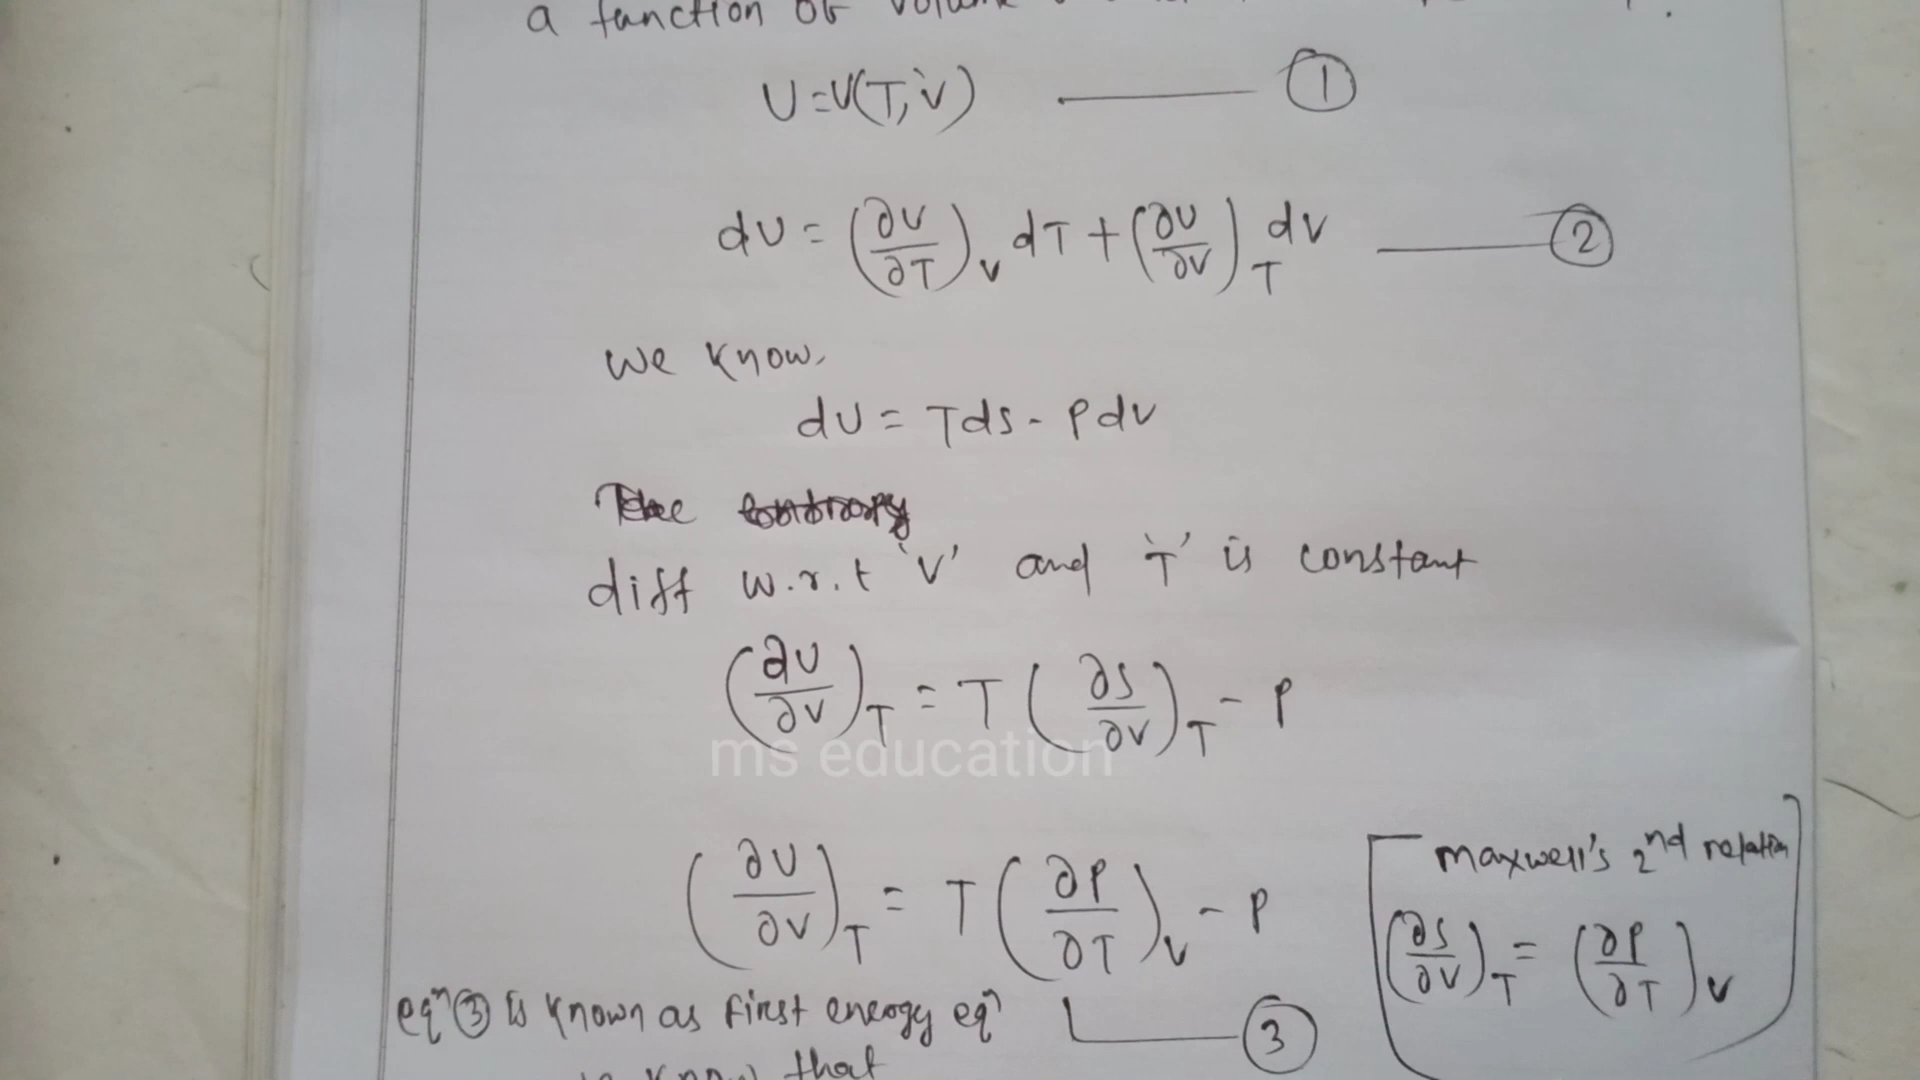 a function of volume
U=U(T,V) ——— ①
dU = (∂U/∂T)_V dT + (∂U/∂V)_T dV ——— ②
We know,
dU = Tds - Pdv
diff w.r.t 'V' and 'T' is constant
(∂U/∂V)_T = T (∂S/∂V)_T - P
ms education
(∂U/∂V)_T = T (∂P/∂T)_V - P
maxwell's 2nd relation
(∂S/∂V)_T = (∂P/∂T)_V
eqn ③ is known as first energy eqn ——— ③
know that